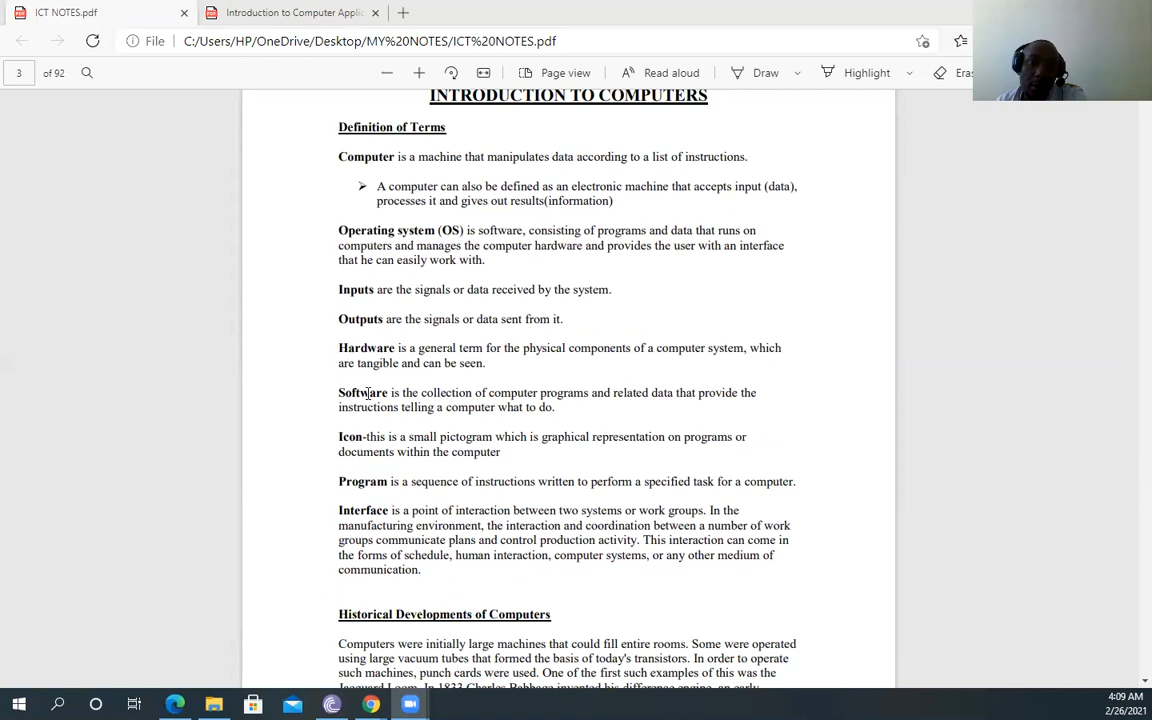 ICT NOTES.pdf
Introduction to Computer Applic
File
C:/Users/HP/OneDrive/Desktop/MY%20NOTES/ICT%20NOTES.pdf
3 of 92
Page view
Read aloud
Draw
Highlight
Eras
INTRODUCTION TO COMPUTERS
Definition of Terms
Computer is a machine that manipulates data according to a list of instructions.
➢ A computer can also be defined as an electronic machine that accepts input (data),
processes it and gives out results(information)
Operating system (OS) is software, consisting of programs and data that runs on
computers and manages the computer hardware and provides the user with an interface
that he can easily work with.
Inputs are the signals or data received by the system.
Outputs are the signals or data sent from it.
Hardware is a general term for the physical components of a computer system, which
are tangible and can be seen.
Software is the collection of computer programs and related data that provide the
instructions telling a computer what to do.
Icon-this is a small pictogram which is graphical representation on programs or
documents within the computer
Program is a sequence of instructions written to perform a specified task for a computer.
Interface is a point of interaction between two systems or work groups. In the
manufacturing environment, the interaction and coordination between a number of work
groups communicate plans and control production activity. This interaction can come in
the forms of schedule, human interaction, computer systems, or any other medium of
communication.
Historical Developments of Computers
Computers were initially large machines that could fill entire rooms. Some were operated
using large vacuum tubes that formed the basis of today's transistors. In order to operate
such machines, punch cards were used. One of the first such examples of this was the
Jacquard Loom. In 1833 Charles Babbage invented his difference engine, an early
4:09 AM
2/26/2021